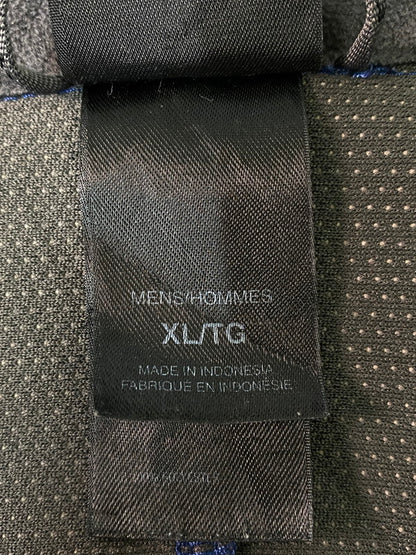 MENS/HOMMES
XL/TG
MADE IN INDONESIA
FABRIQUÉ EN INDONÉSIE